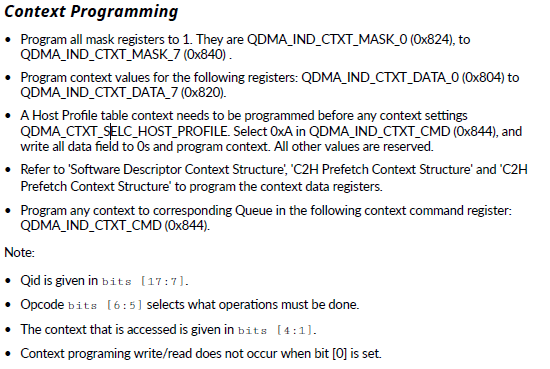 Context Programming
• Program all mask registers to 1. They are QDMA_IND_CTXT_MASK_0 (0x824), to
QDMA_IND_CTXT_MASK_7 (0x840) .
• Program context values for the following registers: QDMA_IND_CTXT_DATA_0 (0x804) to
QDMA_IND_CTXT_DATA_7 (0x820).
• A Host Profile table context needs to be programmed before any context settings
QDMA_CTXT_SELC_HOST_PROFILE. Select 0xA in QDMA_IND_CTXT_CMD (0x844), and
write all data field to 0s and program context. All other values are reserved.
• Refer to 'Software Descriptor Context Structure', 'C2H Prefetch Context Structure' and 'C2H
Prefetch Context Structure' to program the context data registers.
• Program any context to corresponding Queue in the following context command register:
QDMA_IND_CTXT_CMD (0x844).
Note:
• Qid is given in bits [17:7].
• Opcode bits [6:5] selects what operations must be done.
• The context that is accessed is given in bits [4:1].
• Context programing write/read does not occur when bit [0] is set.